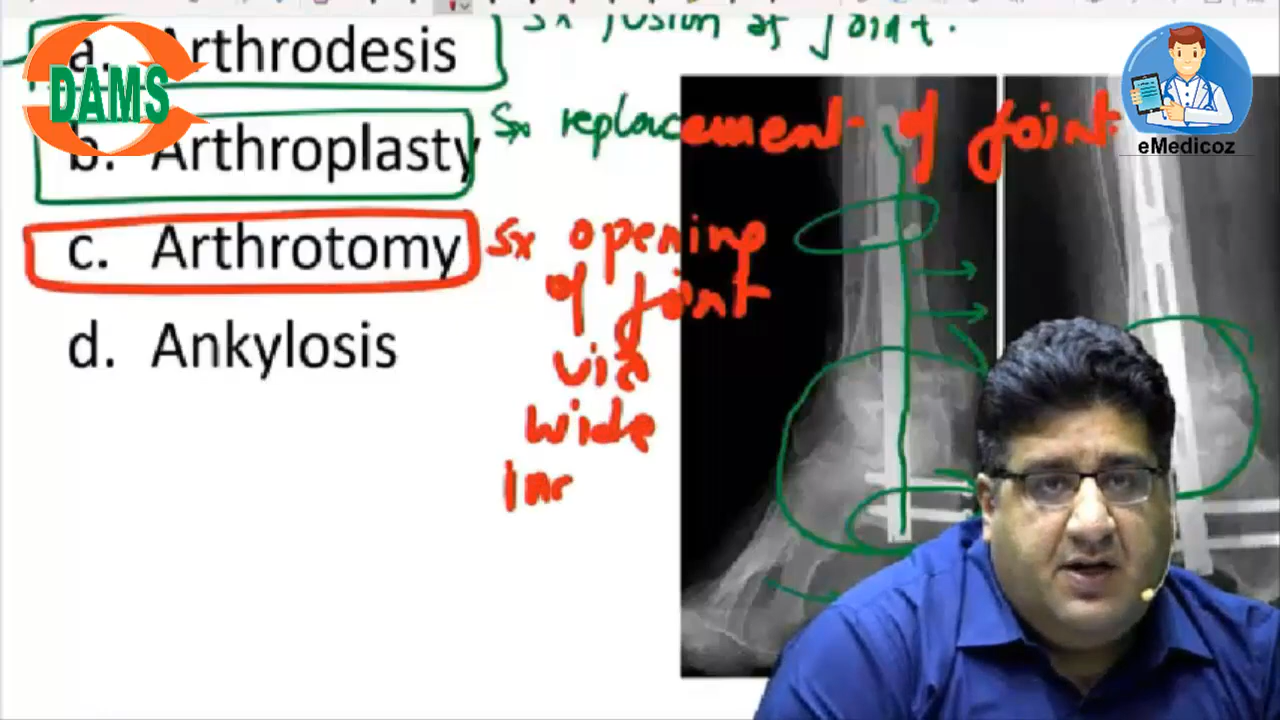 Sx fusion of joint.
a. Arthrodesis
DAMS
eMedicoz
b. Arthroplasty
Sx replacement of joint.
c. Arthrotomy
Sx opening
of joint
via
wide
Inc
d. Ankylosis